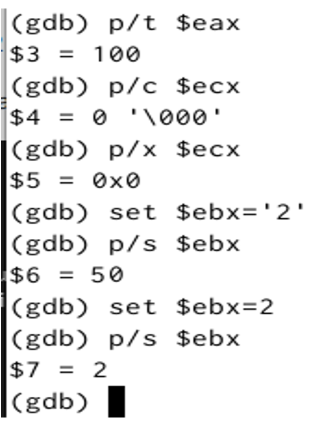 (gdb) p/t $eax
$3 = 100
(gdb) p/c $ecx
$4 = 0 '\000'
(gdb) p/x $ecx
$5 = 0x0
(gdb) set $ebx='2'
(gdb) p/s $ebx
$6 = 50
(gdb) set $ebx=2
(gdb) p/s $ebx
$7 = 2
(gdb)